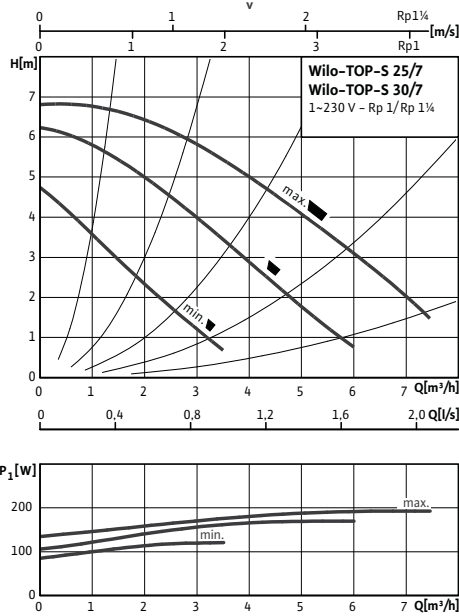 v
0 1 2 Rp1¼
[m/s]
0 1 2 3 Rp1
H[m]
Wilo-TOP-S 25/7
Wilo-TOP-S 30/7
1~230 V – Rp 1/Rp 1¼
7
6
5
4
3
2
1
0
max.
min.
0 1 2 3 4 5 6 7 Q[m³/h]
0 0,4 0,8 1,2 1,6 2,0 Q[l/s]
P₁[W]
200
100
0
max.
min.
0 1 2 3 4 5 6 7 Q[m³/h]